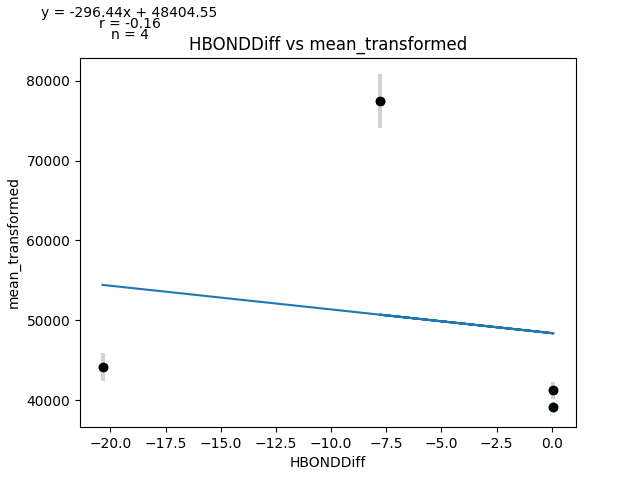 y = -296.44x + 48404.55
r = -0.16
n = 4
HBONDDiff vs mean_transformed
80000
70000
60000
50000
40000
mean_transformed
−20.0 −17.5 −15.0 −12.5 −10.0 −7.5 −5.0 −2.5 0.0
HBONDDiff